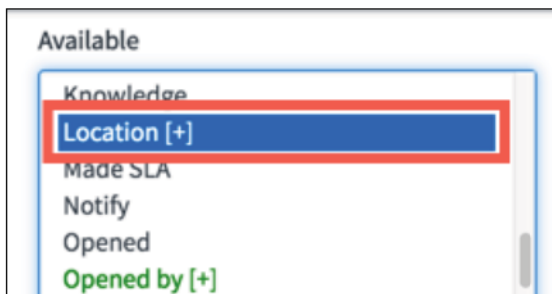 Available
Knowledge
Location [+]
Made SLA
Notify
Opened
Opened by [+]